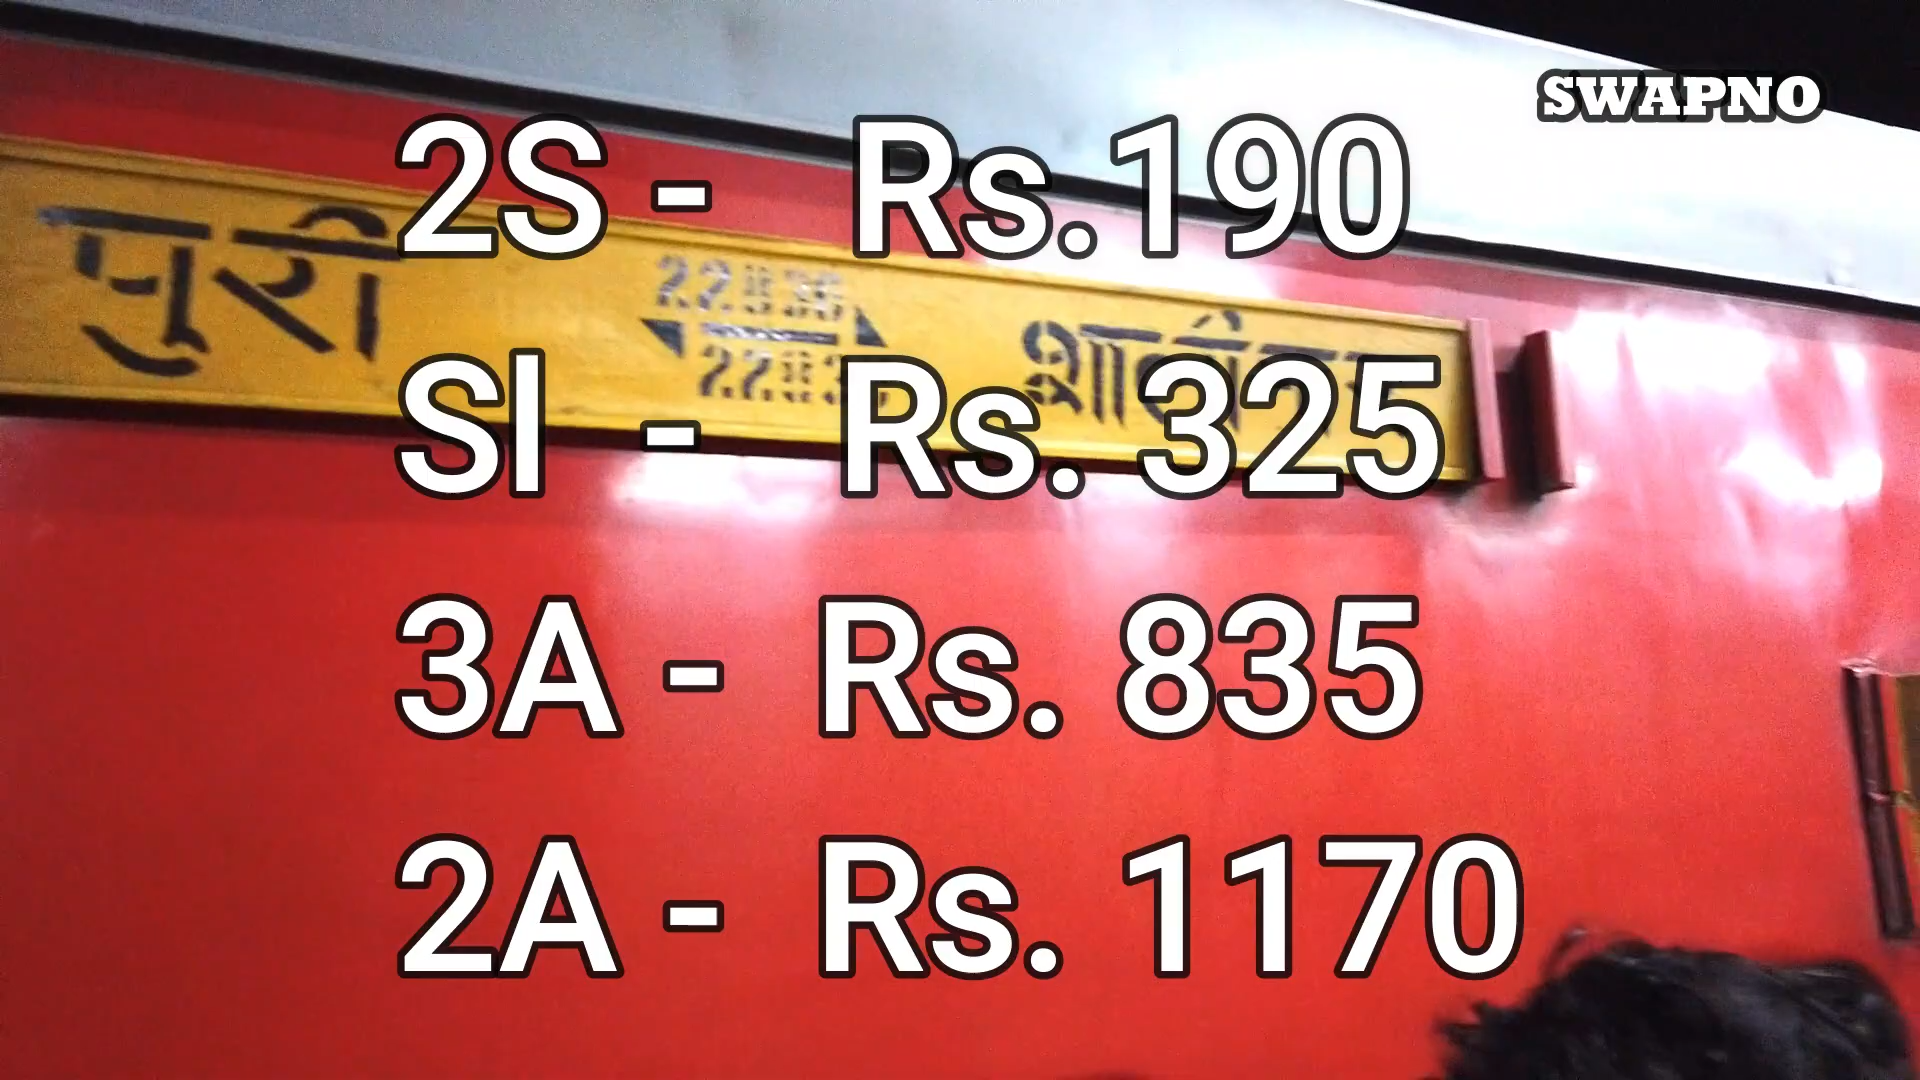 SWAPNO
2S - Rs.190
पुरी
Sl - Rs. 325
3A - Rs. 835
2A - Rs. 1170